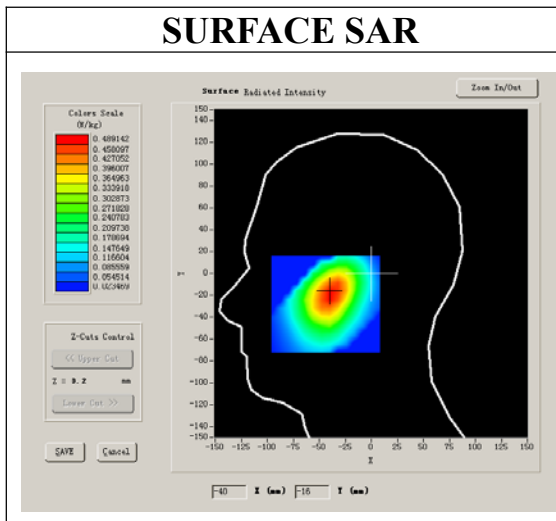 SURFACE SAR
Surface Radiated Intensity
Zoom In/Out
Colors Scale
(W/kg)
0.489142
0.458097
0.427052
0.396007
0.364963
0.333918
0.302873
0.271828
0.240783
0.209738
0.178694
0.147649
0.116604
0.085559
0.054514
0.023469
150
140
120
100
80
60
40
20
0
-20
-40
-60
-80
-100
-120
-140
-150
Y
-150 -125 -100 -75 -50 -25 0 25 50 75 100 125 150
X
Z-Cuts Control
<< Upper Cut
Z = 3.2 mm
Lower Cut >>
SAVE Cancel
-40 X (mm) -16 Y (mm)